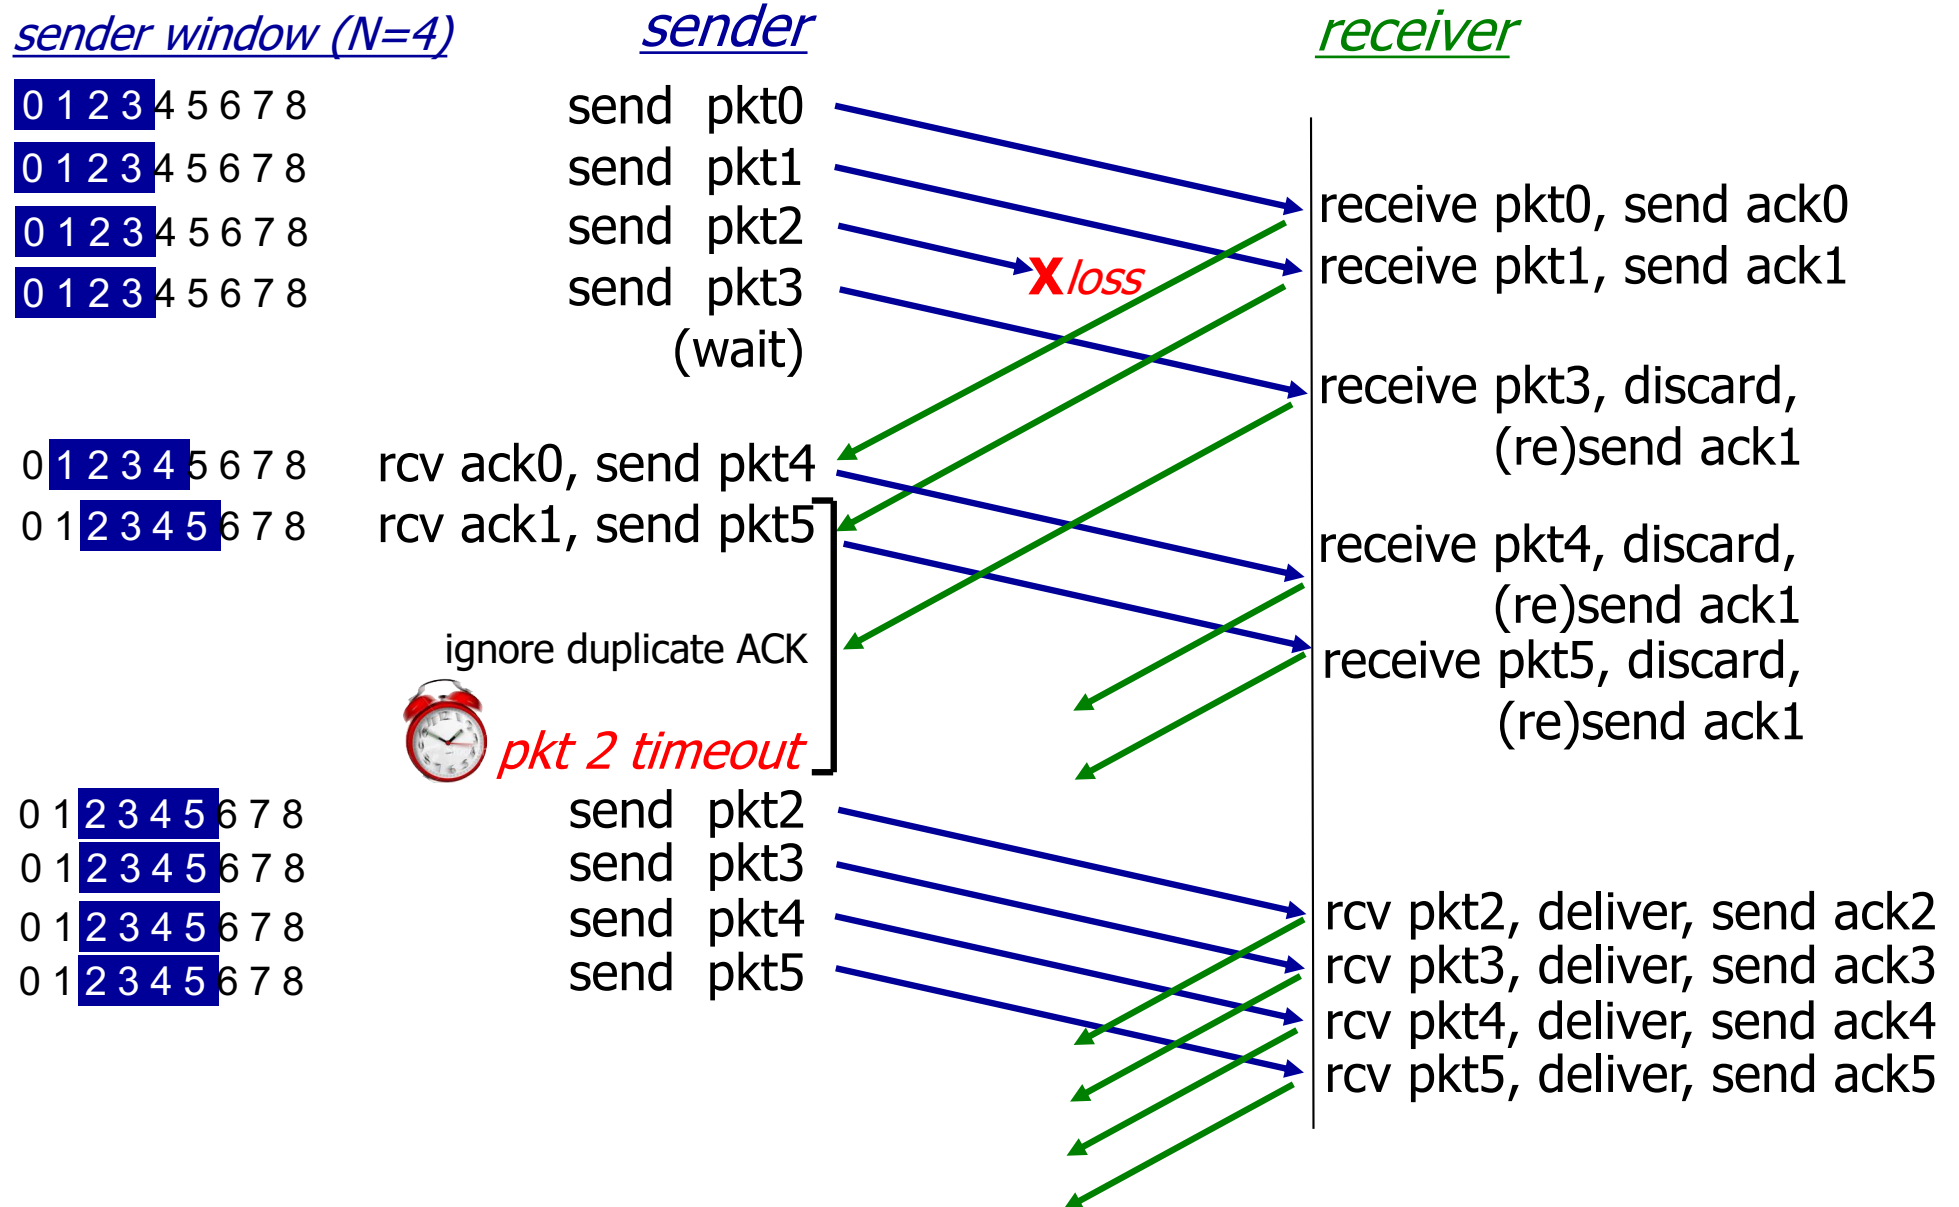 sender window (N=4) sender receiver
0 1 2 3 4 5 6 7 8 send pkt0
0 1 2 3 4 5 6 7 8 send pkt1
receive pkt0, send ack0
0 1 2 3 4 5 6 7 8 send pkt2
X loss
receive pkt1, send ack1
0 1 2 3 4 5 6 7 8 send pkt3
(wait)
receive pkt3, discard,
(re)send ack1
0 1 2 3 4 5 6 7 8 rcv ack0, send pkt4
0 1 2 3 4 5 6 7 8 rcv ack1, send pkt5
receive pkt4, discard,
(re)send ack1
ignore duplicate ACK
receive pkt5, discard,
(re)send ack1
pkt 2 timeout
0 1 2 3 4 5 6 7 8 send pkt2
0 1 2 3 4 5 6 7 8 send pkt3
0 1 2 3 4 5 6 7 8 send pkt4
0 1 2 3 4 5 6 7 8 send pkt5
rcv pkt2, deliver, send ack2
rcv pkt3, deliver, send ack3
rcv pkt4, deliver, send ack4
rcv pkt5, deliver, send ack5